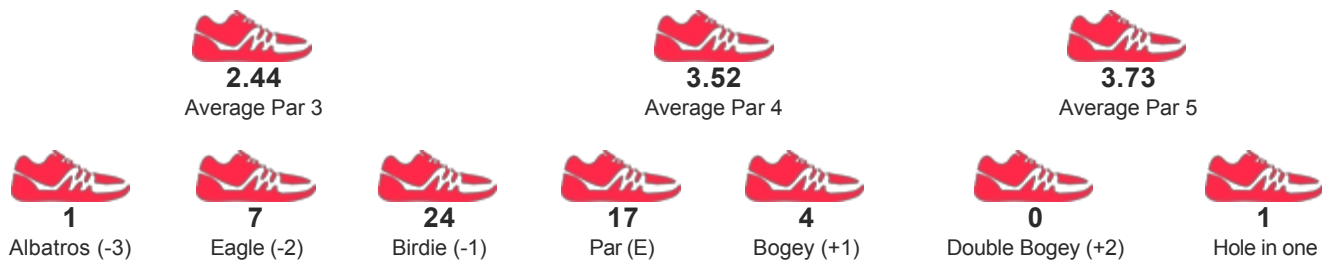 2.44
Average Par 3
3.52
Average Par 4
3.73
Average Par 5
1
Albatros (-3)
7
Eagle (-2)
24
Birdie (-1)
17
Par (E)
4
Bogey (+1)
0
Double Bogey (+2)
1
Hole in one